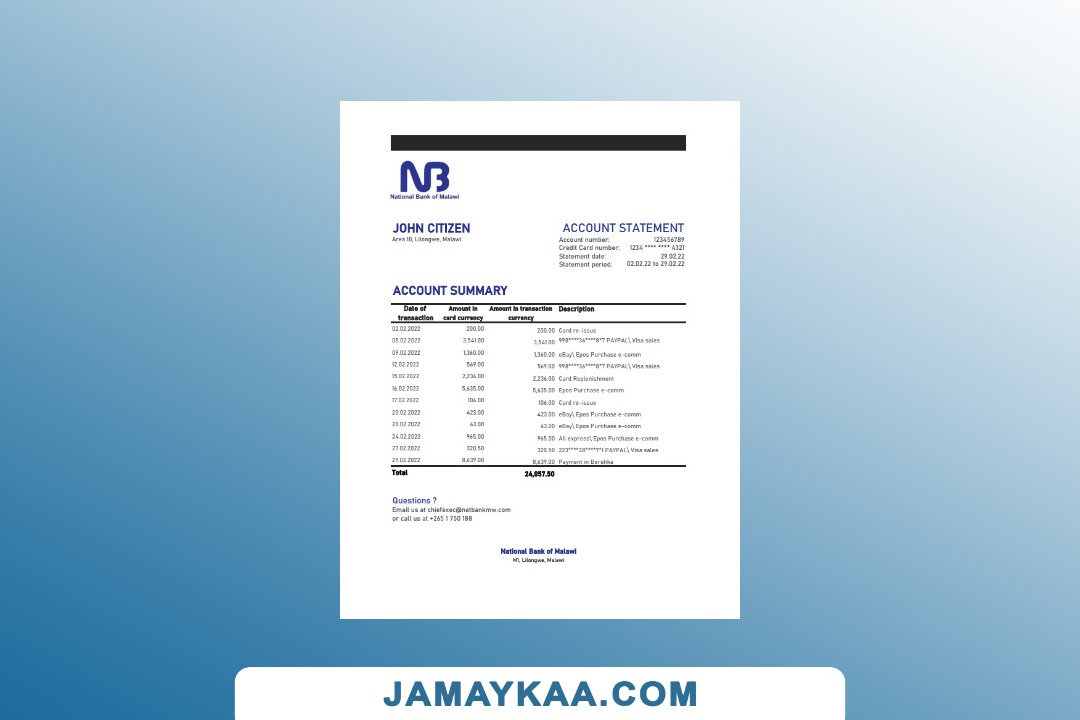 NB
National Bank of Malawi
JOHN CITIZEN
Area 10, Lilongwe, Malawi
ACCOUNT STATEMENT
Account number: 123456789
Credit Card number: 1234 **** **** 4321
Statement date: 29.02.22
Statement period: 02.02.22 to 29.02.22
ACCOUNT SUMMARY
Date of transaction Amount in card currency Amount in transaction currency Description
02.02.2022 200.00 200.00 Card re-issue
05.02.2022 3,541.00 3,541.00 998****36****8*7 PAYPAL\ Visa sales
09.02.2022 1,360.00 1,360.00 eBay\ Epos Purchase e-comm
12.02.2022 569.00 569.00 998****36****8*7 PAYPAL\ Visa sales
15.02.2022 2,236.00 2,236.00 Card Replenishment
16.02.2022 5,635.00 5,635.00 Epos Purchase e-comm
17.02.2022 106.00 106.00 Card re-issue
20.02.2022 423.00 423.00 eBay\ Epos Purchase e-comm
20.02.2022 63.00 63.00 eBay\ Epos Purchase e-comm
24.02.2022 965.00 965.00 Ali express\ Epos Purchase e-comm
27.02.2022 320.50 320.50 223****38****7*1 PAYPAL\ Visa sales
29.02.2022 8,639.00 8,639.00 Payment in Bershka
Total 24,057.50
Questions ?
Email us at chiefexec@natbankmw.com
or call us at +265 1 750 188
National Bank of Malawi
M1, Lilongwe, Malawi
JAMAYKAA.COM